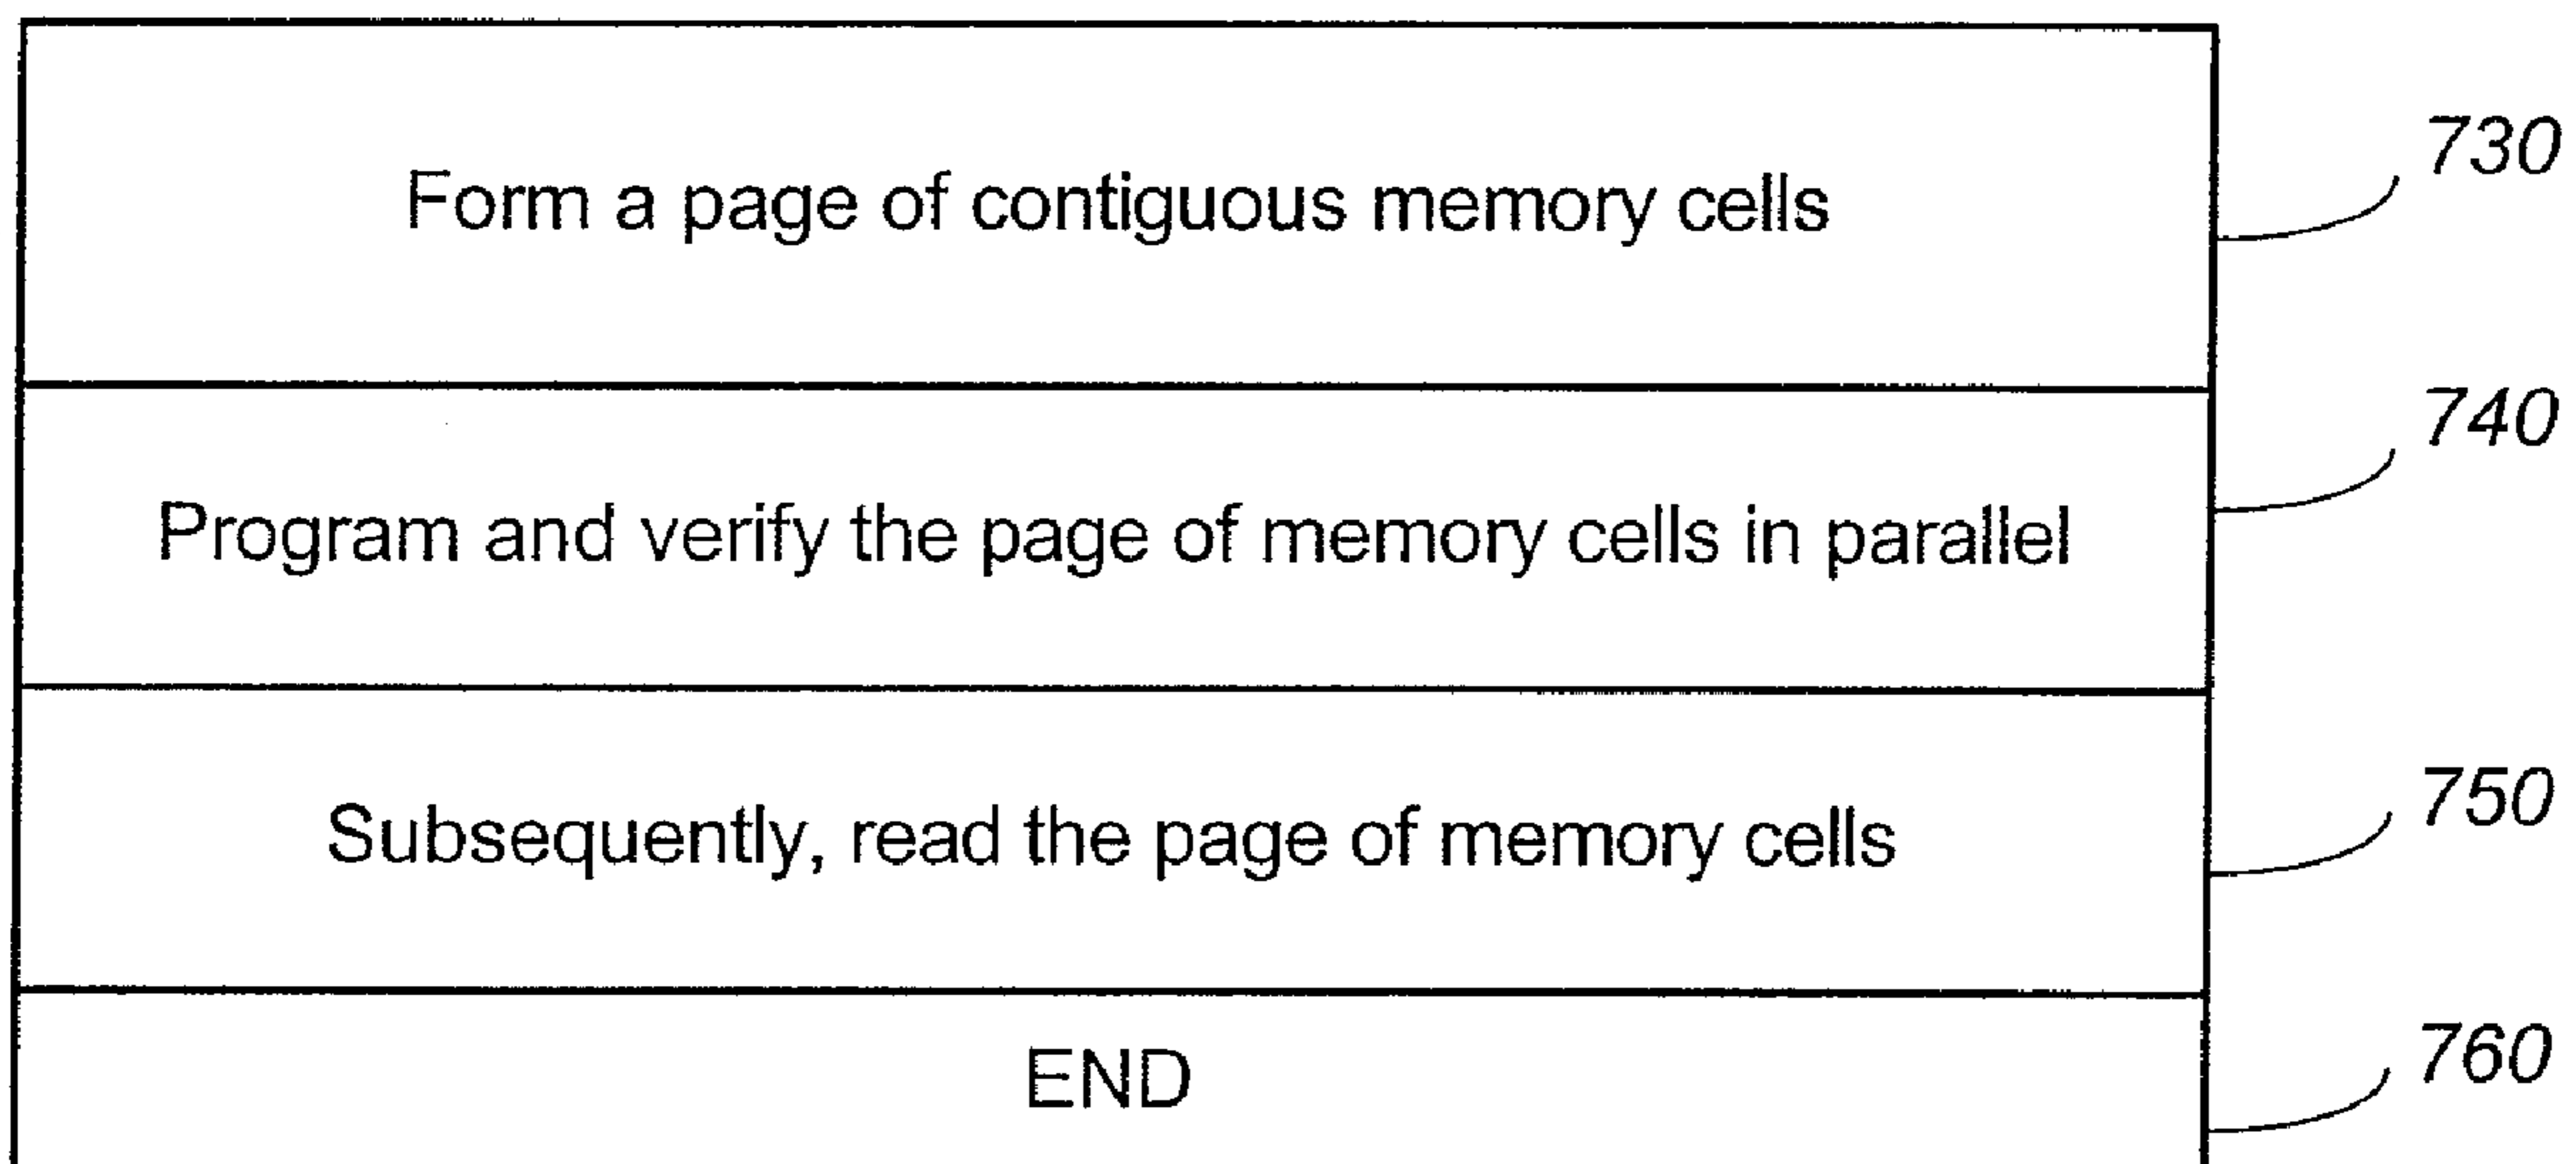 Form a page of contiguous memory cells
730
Program and verify the page of memory cells in parallel
740
Subsequently, read the page of memory cells
750
END
760